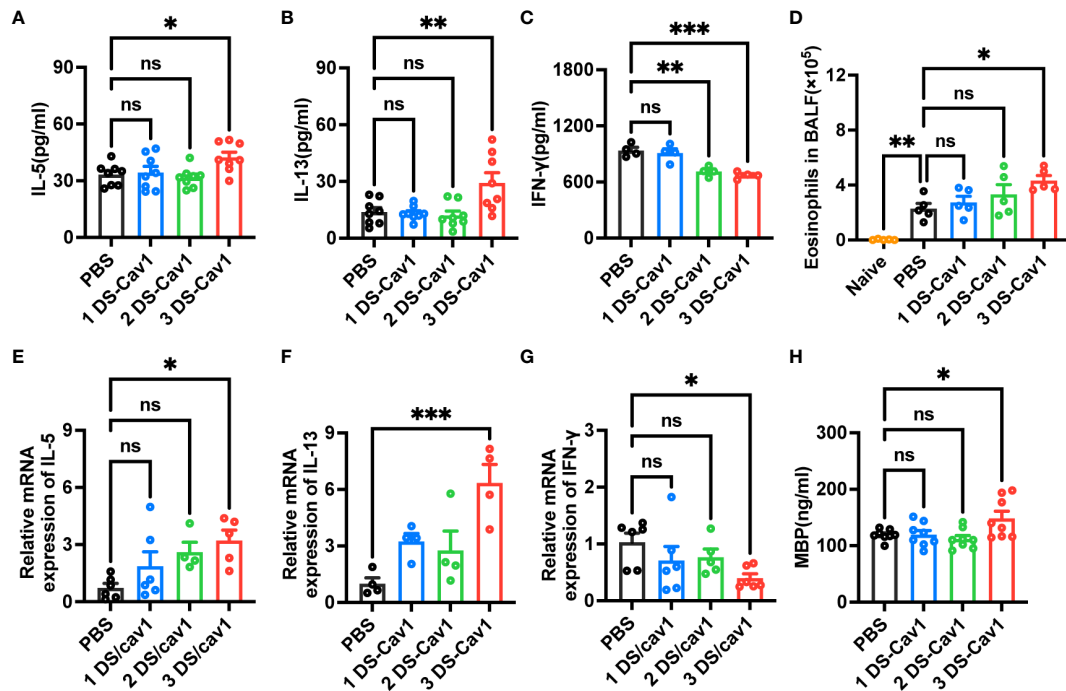 A
IL-5(pg/ml)
90
60
30
0
ns
ns
*
PBS
1 DS-Cav1
2 DS-Cav1
3 DS-Cav1
B
IL-13(pg/ml)
90
60
30
0
ns
ns
**
PBS
1 DS-Cav1
2 DS-Cav1
3 DS-Cav1
C
IFN-γ(pg/ml)
1800
1200
600
0
ns
**
***
PBS
1 DS-Cav1
2 DS-Cav1
3 DS-Cav1
D
Eosinophils in BALF(×10⁵)
12
8
4
0
**
ns
ns
*
Naive
PBS
1 DS-Cav1
2 DS-Cav1
3 DS-Cav1
E
Relative mRNA
expression of IL-5
9
6
3
0
ns
ns
*
PBS
1 DS/cav1
2 DS/cav1
3 DS/cav1
F
Relative mRNA
expression of IL-13
9
6
3
0
***
PBS
1 DS-Cav1
2 DS-Cav1
3 DS-Cav1
G
Relative mRNA
expression of IFN-γ
3
2
1
0
ns
ns
*
PBS
1 DS/cav1
2 DS/cav1
3 DS/cav1
H
MBP(ng/ml)
300
200
100
0
ns
ns
*
PBS
1 DS-Cav1
2 DS-Cav1
3 DS-Cav1